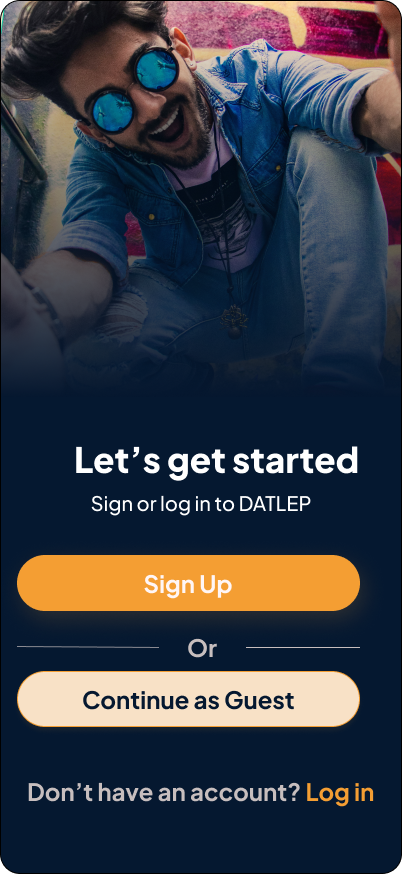 Let’s get started
Sign or log in to DATLEP
Sign Up
Or
Continue as Guest
Don’t have an account? Log in